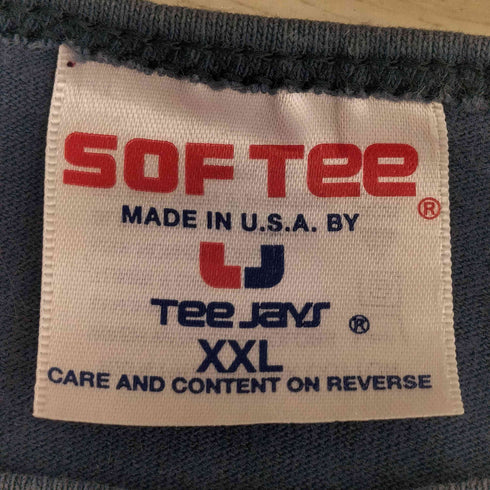 SOF TEE ®
MADE IN U.S.A. BY
TEE JAYS ®
XXL
CARE AND CONTENT ON REVERSE